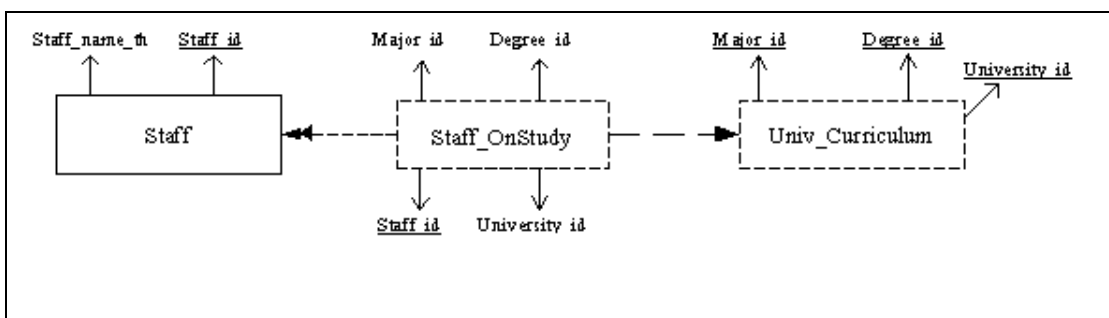 Staff_name_th Staff id Major id Degree id Major id Degree id
University id
Staff Staff_OnStudy Univ_Curriculum
Staff id University id